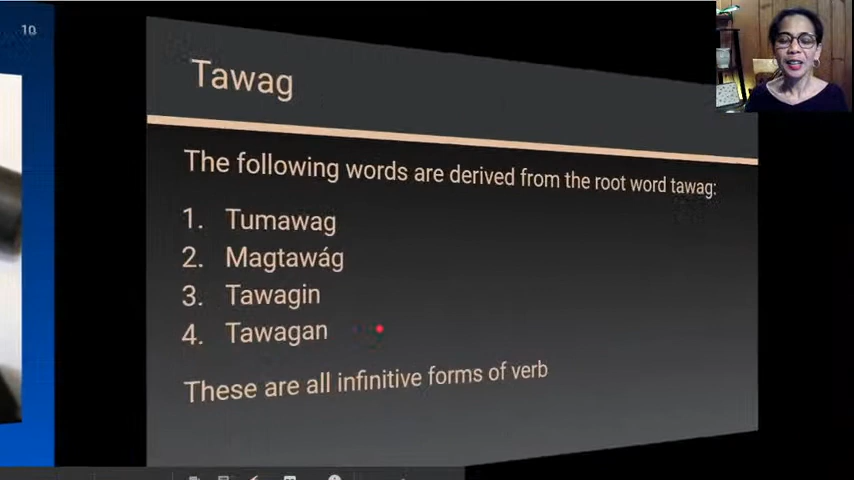 10
Tawag
The following words are derived from the root word tawag:
1. Tumawag
2. Magtawág
3. Tawagin
4. Tawagan
These are all infinitive forms of verb